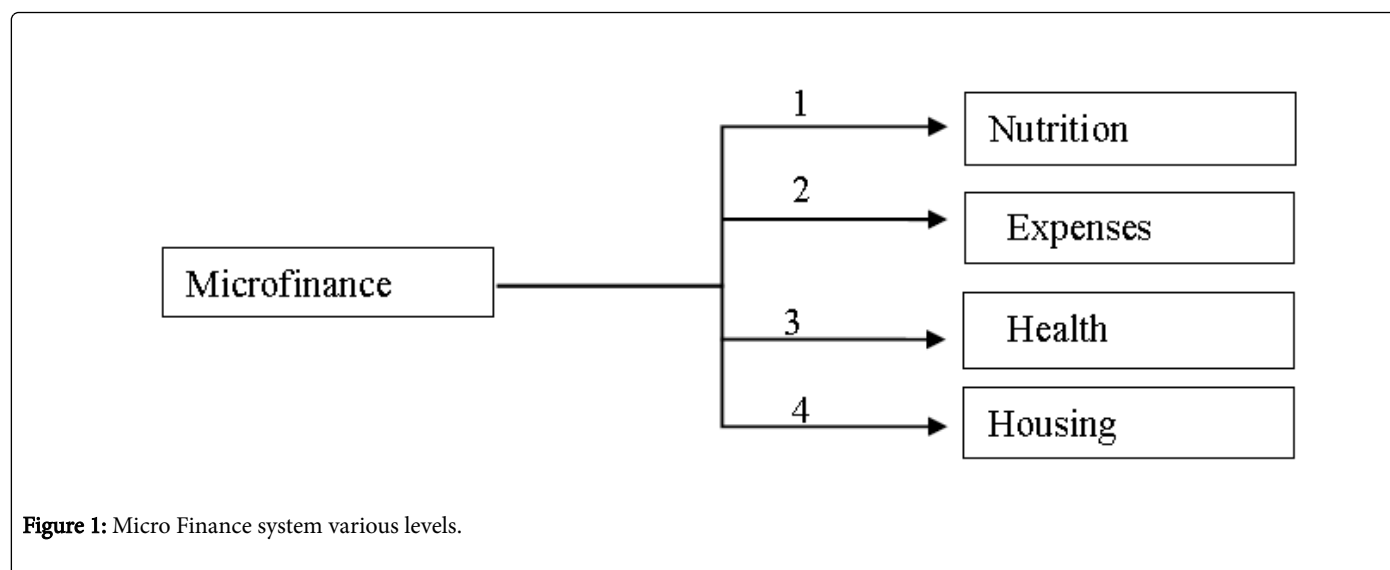 1
Nutrition
2
Expenses
Microfinance
3
Health
4
Housing
Figure 1: Micro Finance system various levels.